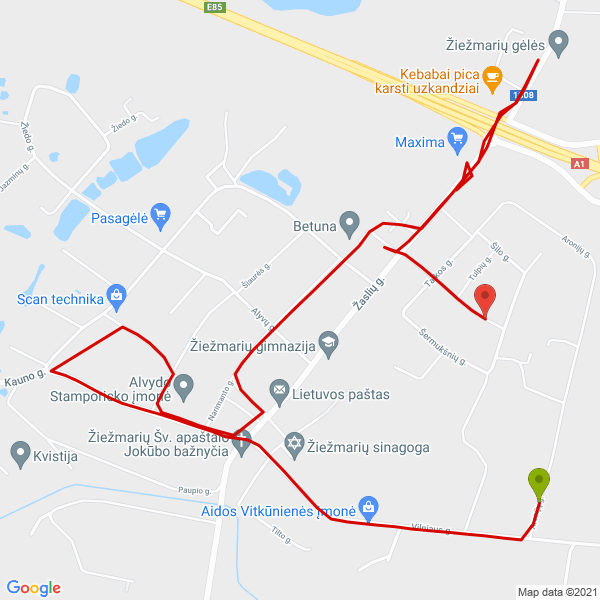 E85
Žiežmarių gėlės
Kebabai pica
karsti uzkandziai
Žiedo g.
Žiedo g.
Maxima
A1
Jazminų g.
Pasagėlė
Betuna
Aronijų g.
Šilo g.
Tulpių g.
Taikos g.
Šiaurės g.
Scan technika
Žaslių g.
Alyvų g.
Šermukšnių g.
Žiežmarių gimnazija
Kauno g.
Alvydo
Stamporicko įmonė
Narimanto g.
Lietuvos paštas
Žiežmarių Šv. apaštalo
Jokūbo bažnyčia
Žiežmarių sinagoga
Kvistija
Paupio g.
Aidos Vitkūnienės įmonė
Vilniaus g.
Tilto g.
Google
Map data ©2021